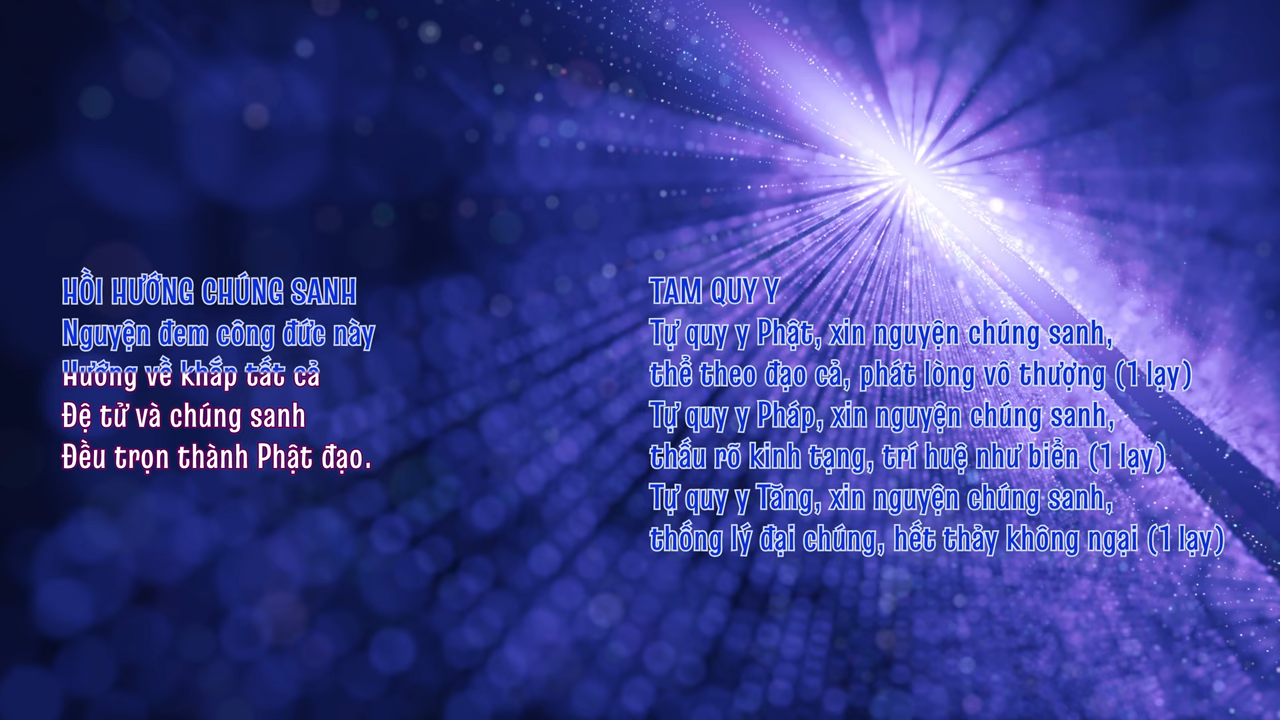 HỒI HƯỚNG CHÚNG SANH
Nguyện đem công đức này
Hướng về khắp tất cả
Đệ tử và chúng sanh
Đều trọn thành Phật đạo.
TAM QUY Y
Tự quy y Phật, xin nguyện chúng sanh,
thể theo đạo cả, phát lòng vô thượng (1 lạy)
Tự quy y Pháp, xin nguyện chúng sanh,
thấu rõ kinh tạng, trí huệ như biển (1 lạy)
Tự quy y Tăng, xin nguyện chúng sanh,
thống lý đại chúng, hết thảy không ngại (1 lạy)